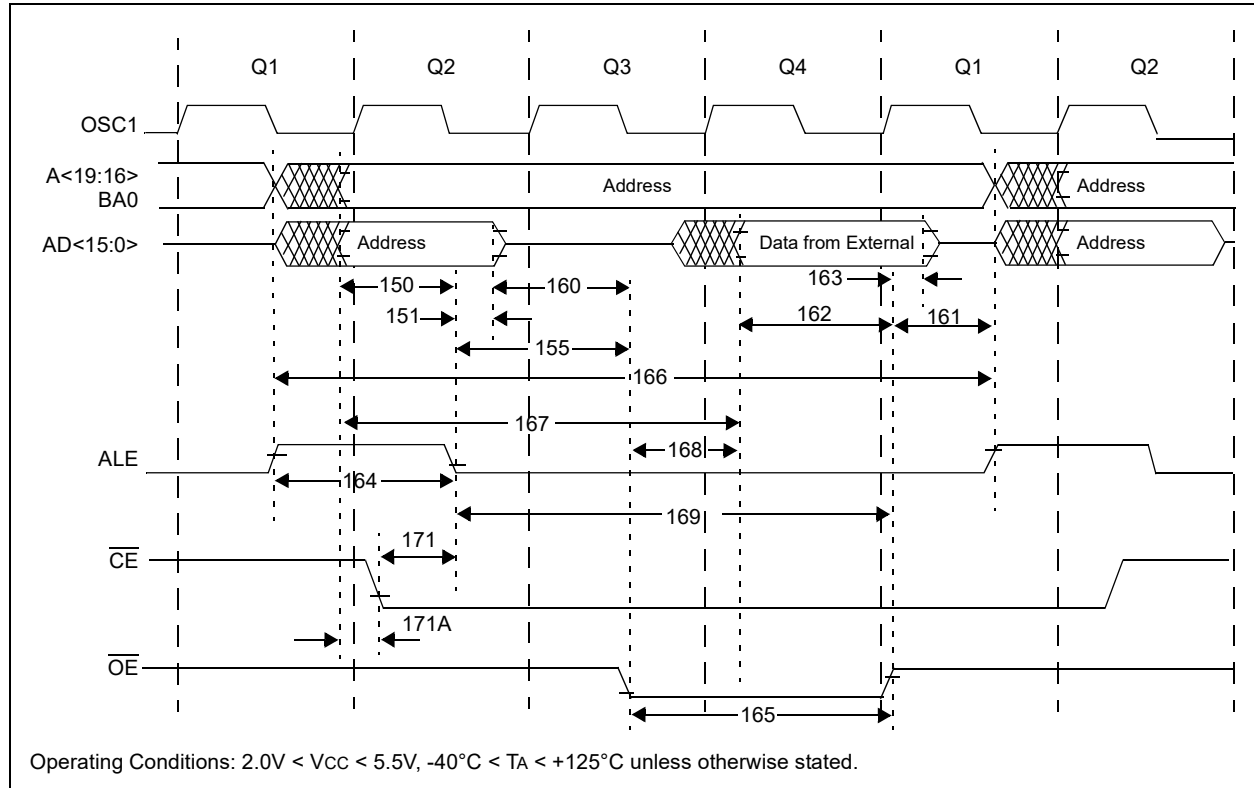 Q1 Q2 Q3 Q4 Q1 Q2
OSC1
A<19:16>
BA0
Address
Address
AD<15:0>
Address
Data from External
Address
163
150
160
151
162
161
155
166
167
168
ALE
164
169
171
CE
171A
OE
165
Operating Conditions: 2.0V < VCC < 5.5V, -40°C < TA < +125°C unless otherwise stated.